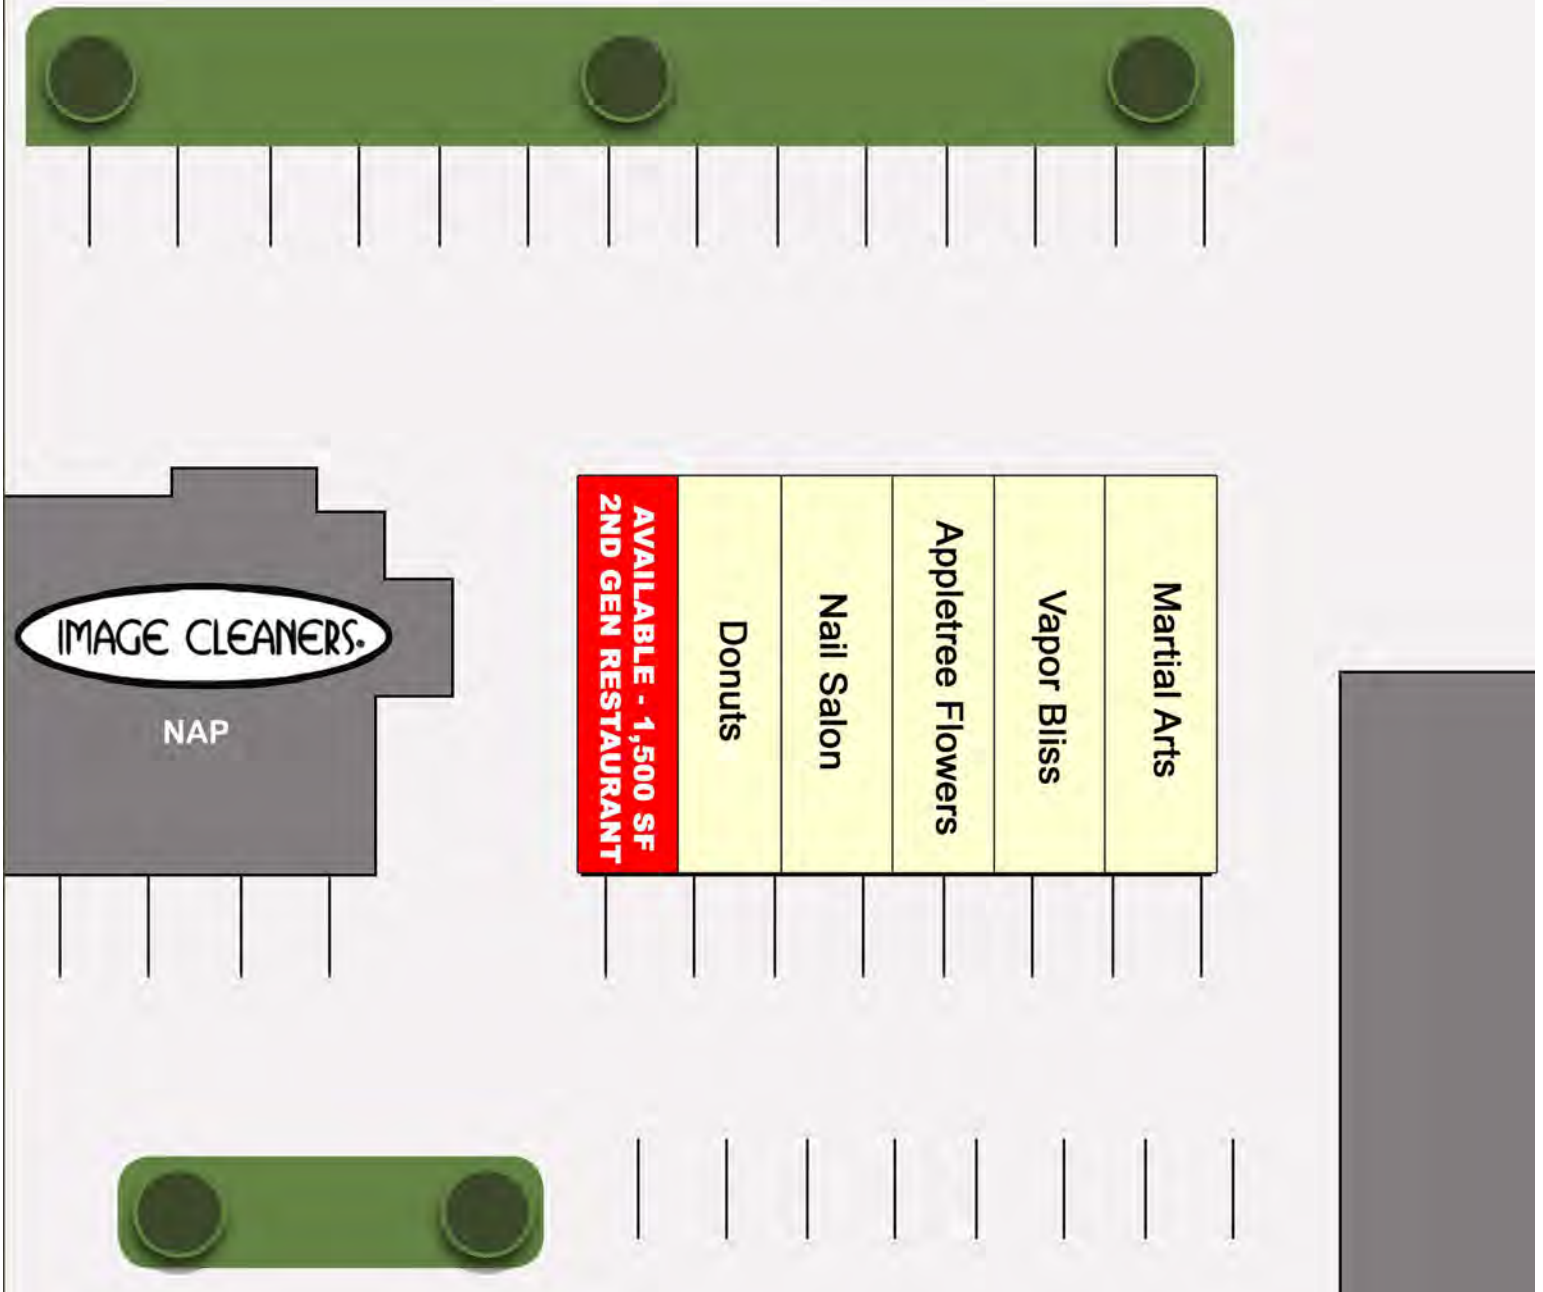 IMAGE CLEANERS.
NAP
AVAILABLE - 1,500 SF
2ND GEN RESTAURANT
Donuts
Nail Salon
Appletree Flowers
Vapor Bliss
Martial Arts